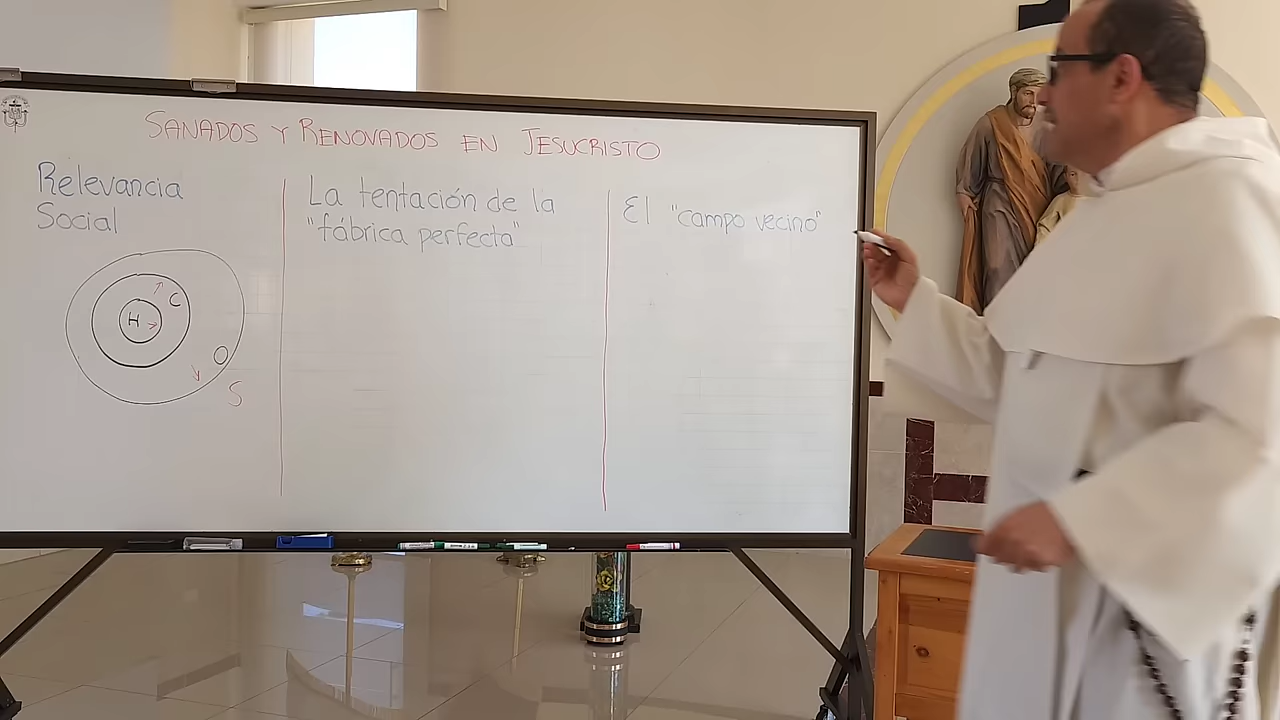 SANADOS Y RENOVADOS EN JESUCRISTO
Relevancia
Social
H
C
O
S
La tentación de la
"fábrica perfecta"
El "campo vecino"